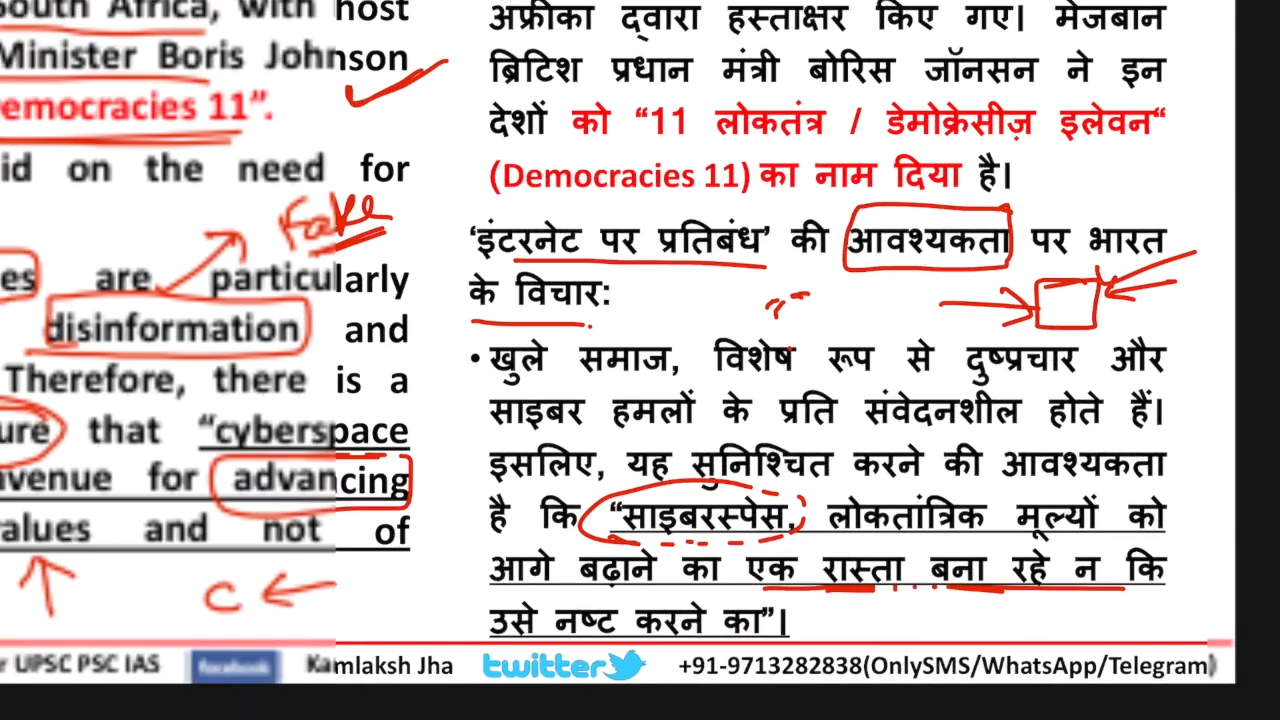 South Africa, with host
Minister Boris Johnson
Democracies 11”.
id on the need for
Fake
es are particularly
disinformation and
Therefore, there is a
ure that “cyberspace
avenue for advancing
alues and not of
C
अफ्रीका द्वारा हस्ताक्षर किए गए। मेजबान
ब्रिटिश प्रधान मंत्री बोरिस जॉनसन ने इन
देशों को “11 लोकतंत्र / डेमोक्रेसीज़ इलेवन“
(Democracies 11) का नाम दिया है।
‘इंटरनेट पर प्रतिबंध’ की आवश्यकता पर भारत
के विचार:
• खुले समाज, विशेष रूप से दुष्प्रचार और
साइबर हमलों के प्रति संवेदनशील होते हैं।
इसलिए, यह सुनिश्चित करने की आवश्यकता
है कि “साइबरस्पेस, लोकतांत्रिक मूल्यों को
आगे बढ़ाने का एक रास्ता बना रहे न कि
उसे नष्ट करने का”।
r UPSC PSC IAS facebook Kamlaksh Jha twitter +91-9713282838(OnlySMS/WhatsApp/Telegram)